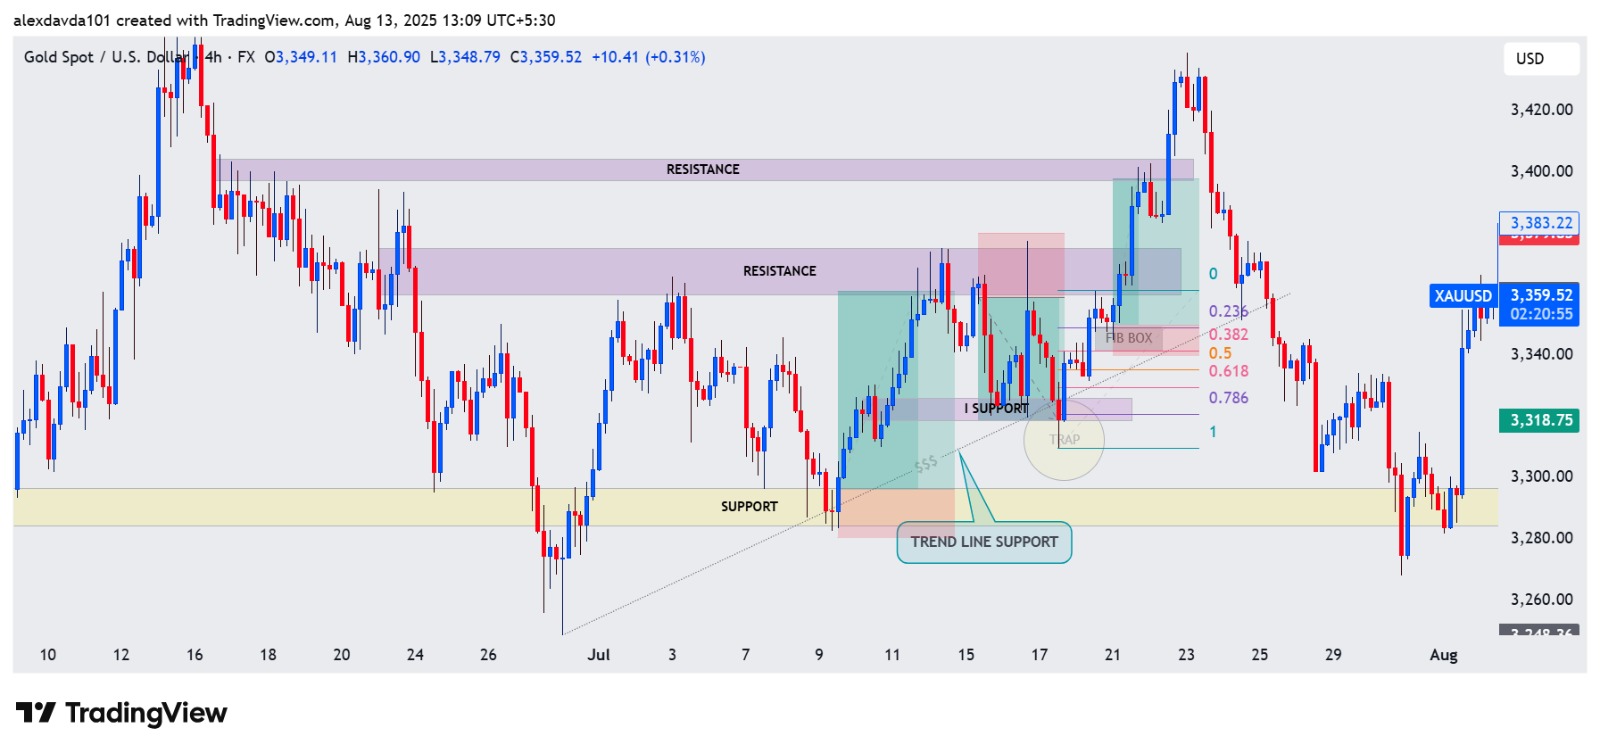 alexdavda101 created with TradingView.com, Aug 13, 2025 13:09 UTC+5:30
Gold Spot / U.S. Dollar · 4h · FX O3,349.11 H3,360.90 L3,348.79 C3,359.52 +10.41 (+0.31%)
USD
3,420.00
RESISTANCE
3,400.00
3,383.22
RESISTANCE
0
XAUUSD 3,359.52
02:20:55
0.236
FIB BOX
0.382
0.5
3,340.00
0.618
0.786
I SUPPORT
3,318.75
1
TRAP
$$$
3,300.00
SUPPORT
TREND LINE SUPPORT
3,280.00
3,260.00
3,248.36
10 12 16 18 20 24 26 Jul 3 7 9 11 15 17 21 23 25 29 Aug
TradingView